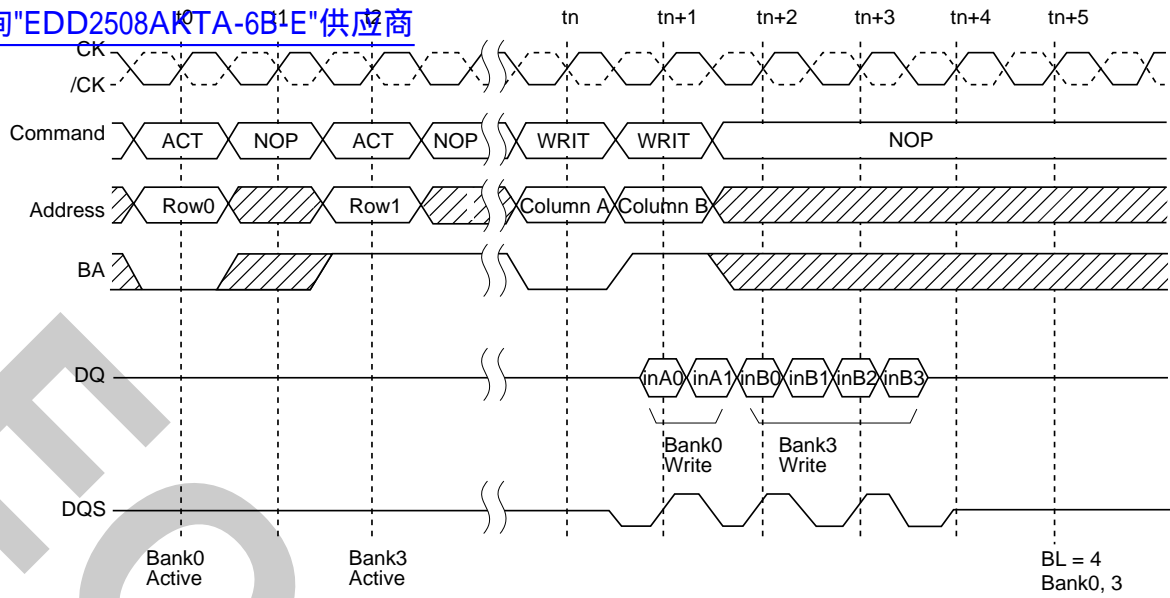 询"EDD2508AKTA-6B-E"供应商
t0 t1 t2 tn tn+1 tn+2 tn+3 tn+4 tn+5
CK
/CK
Command ACT NOP ACT NOP WRIT WRIT NOP
Address Row0 Row1 Column A Column B
BA
DQ inA0 inA1 inB0 inB1 inB2 inB3
Bank0 Write
Bank3 Write
DQS
Bank0 Active
Bank3 Active
BL = 4
Bank0, 3